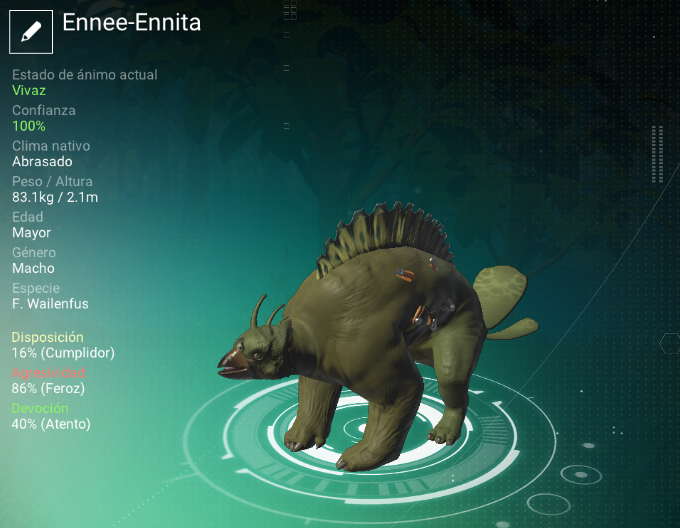 Ennee-Ennita
Estado de ánimo actual
Vivaz
Confianza
100%
Clima nativo
Abrasado
Peso / Altura
83.1kg / 2.1m
Edad
Mayor
Género
Macho
Especie
F. Wailenfus
Disposición
16% (Cumplidor)
Agresividad
86% (Feroz)
Devoción
40% (Atento)